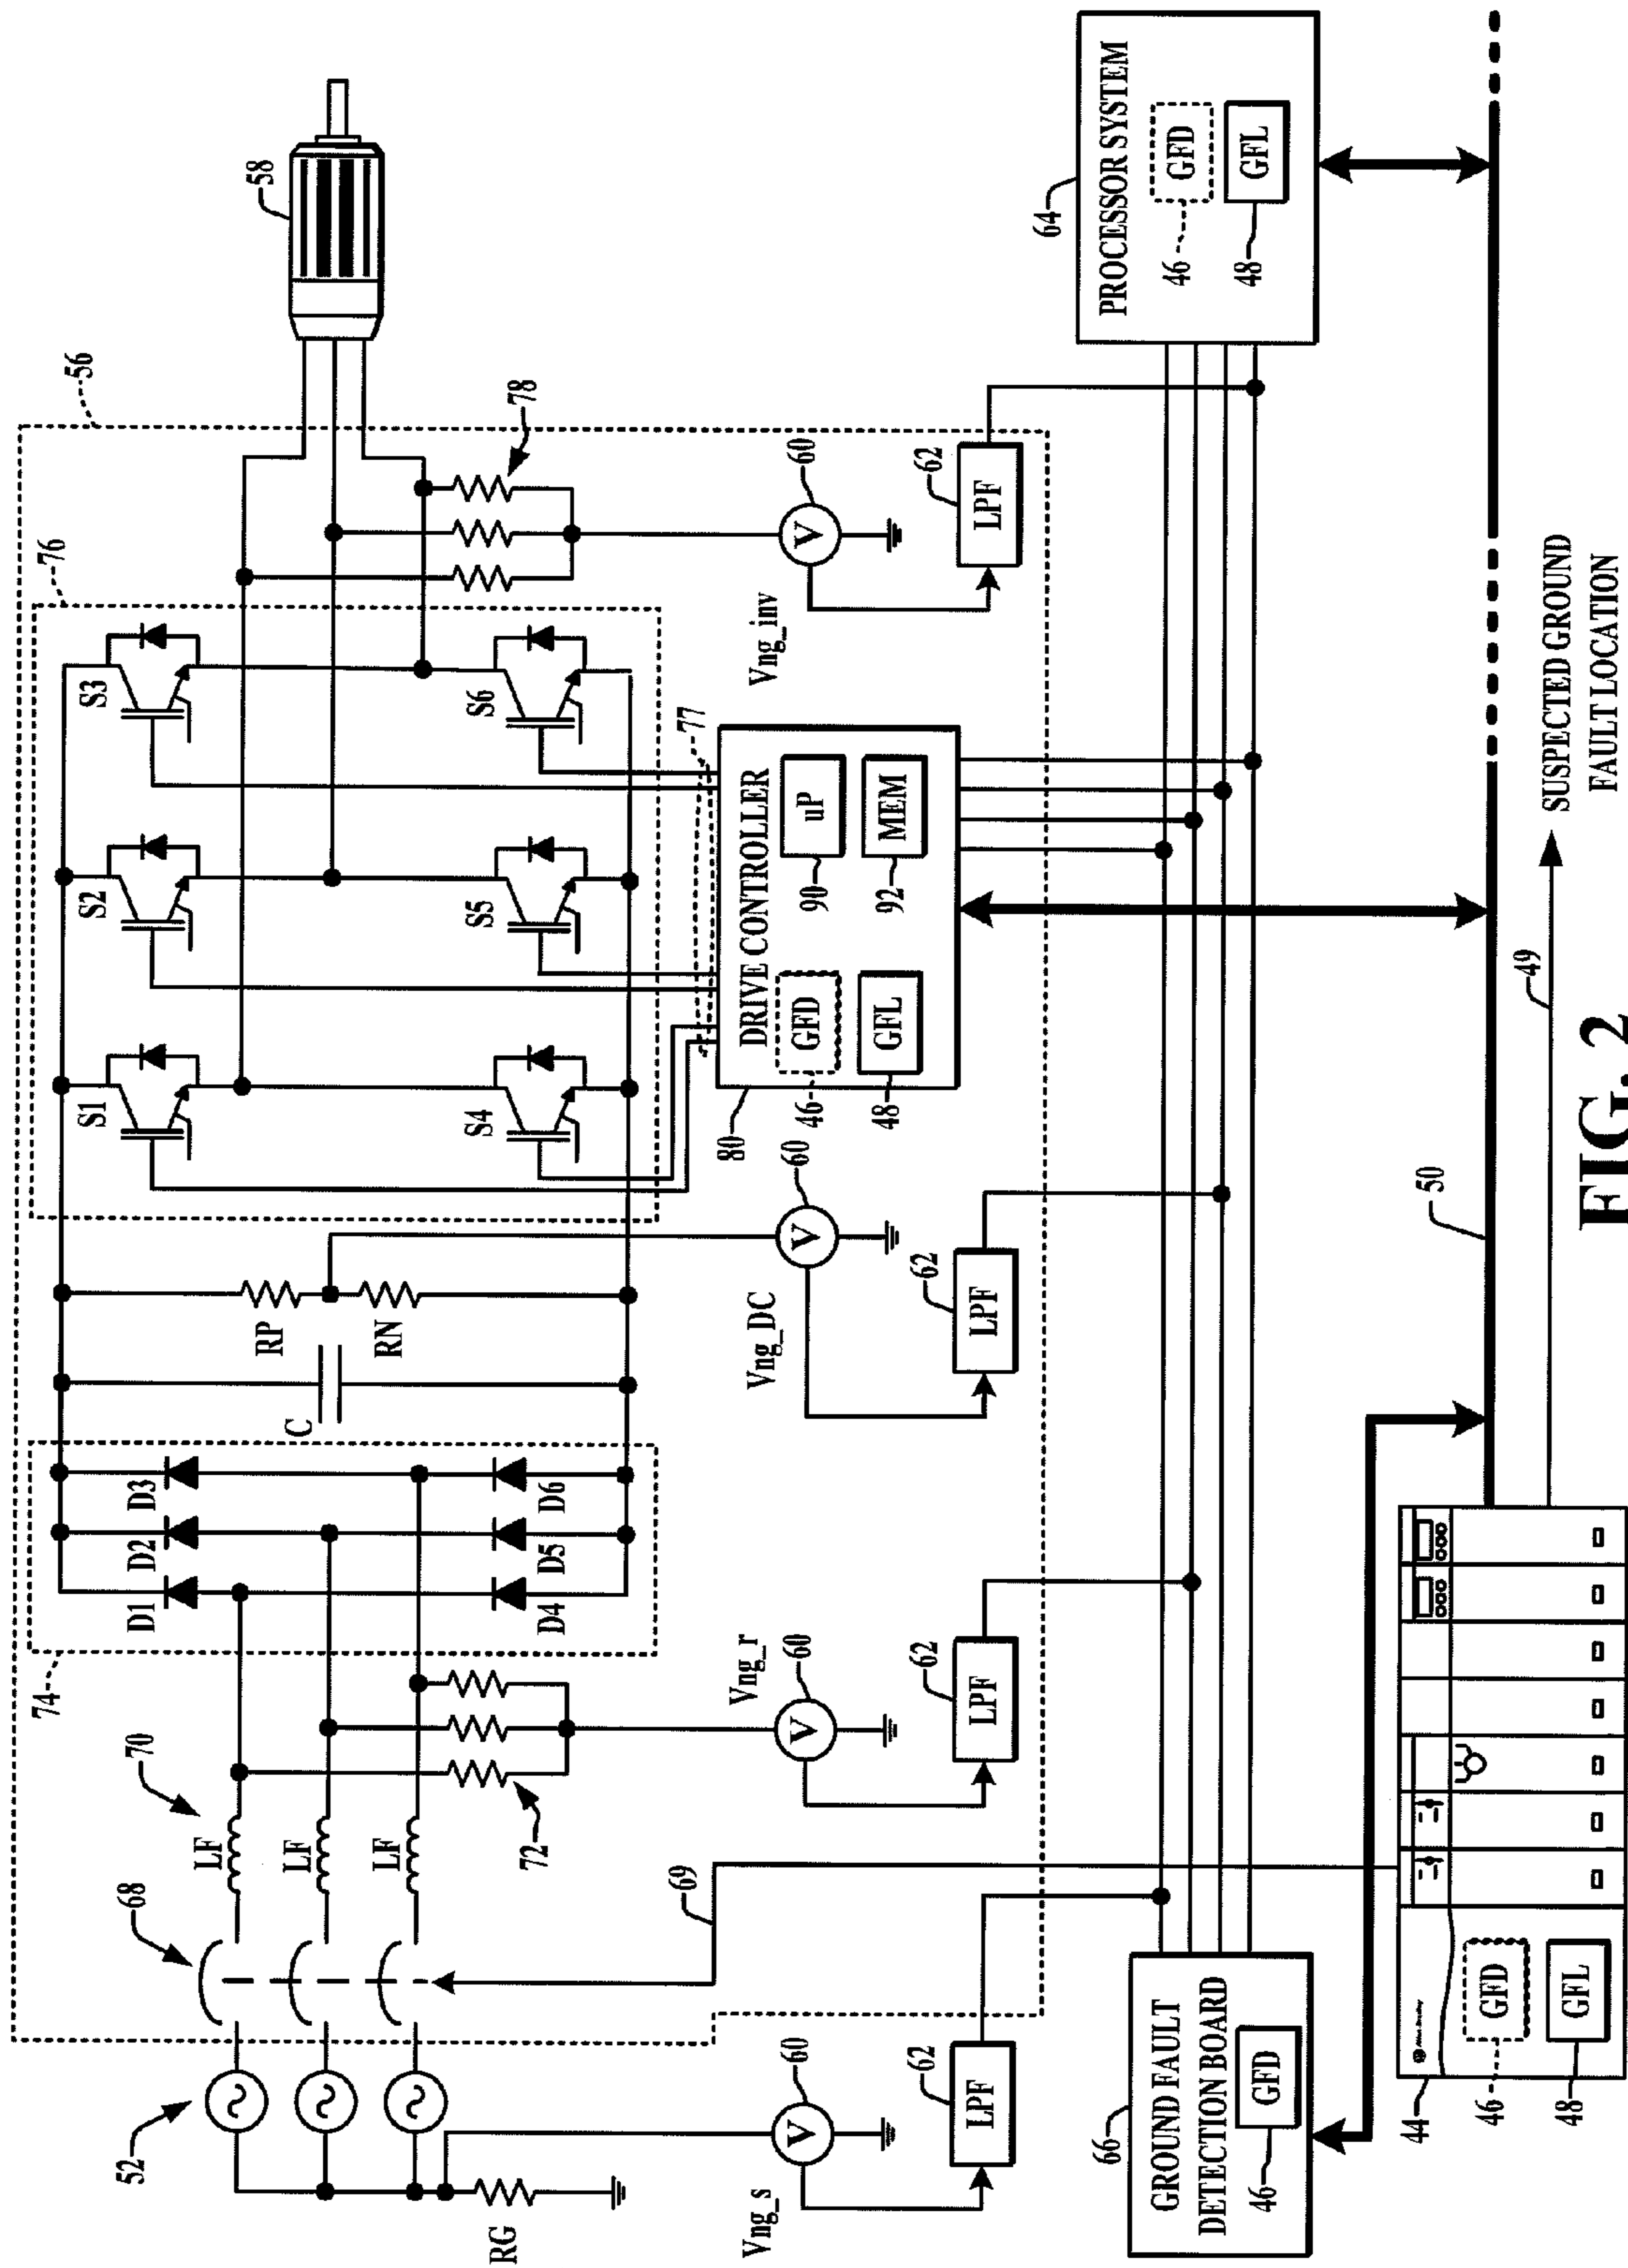 52
68
70
LF
LF
LF
RG
72
74
D1
D2
D3
D4
D5
D6
C
RP
RN
76
S1
S2
S3
S4
S5
S6
56
78
58
69
77
Vng_s
60
V
62
LPF
Vng_r
60
V
62
LPF
Vng_DC
60
V
62
LPF
Vng_inv
60
V
62
LPF
80
DRIVE CONTROLLER
GFD
46
GFL
48
uP
90
MEM
92
66
GROUND FAULT
DETECTION BOARD
GFD
46
64
PROCESSOR SYSTEM
GFD
46
GFL
48
44
Allen-Bradley
GFD
46
GFL
48
50
49
SUSPECTED GROUND
FAULT LOCATION
FIG. 2